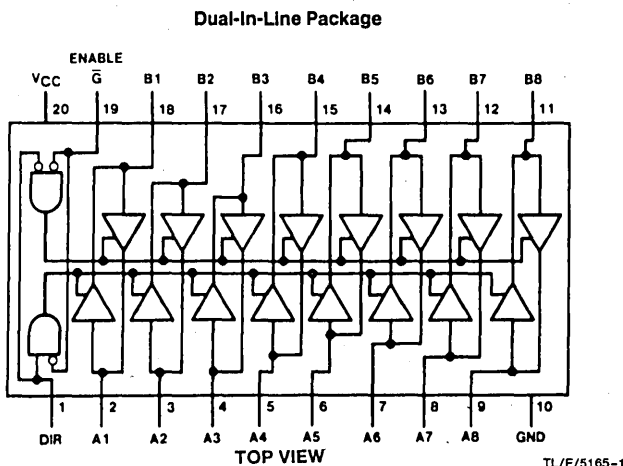 Dual-In-Line Package
ENABLE
VCC G̅ B1 B2 B3 B4 B5 B6 B7 B8
20 19 18 17 16 15 14 13 12 11
1 2 3 4 5 6 7 8 9 10
DIR A1 A2 A3 A4 A5 A6 A7 A8 GND
TOP VIEW
TL/F/5165-1